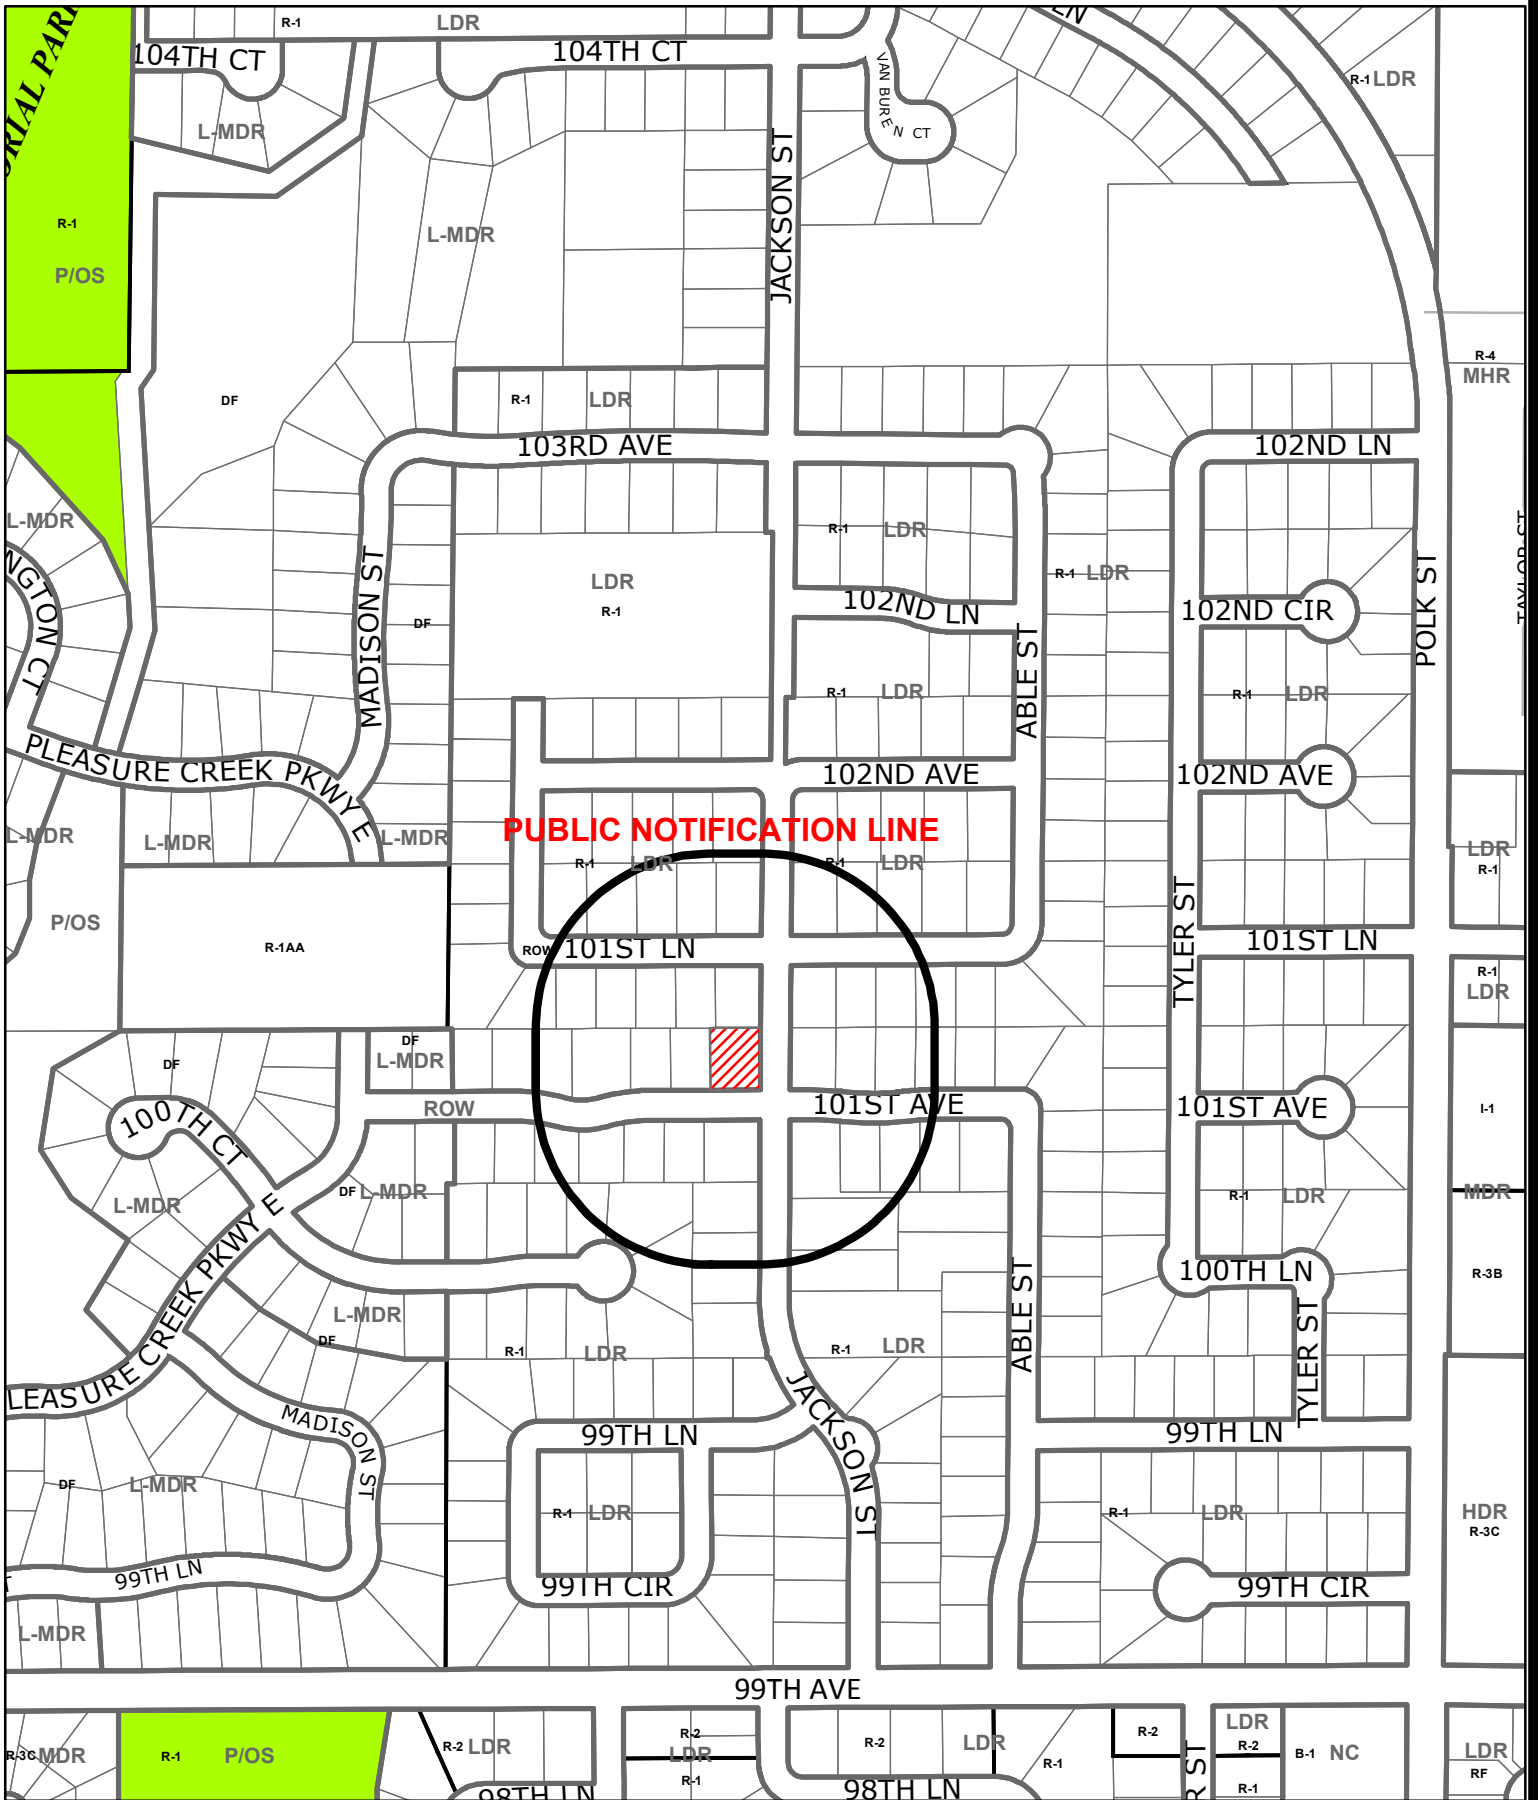 R-1
LDR
LN
104TH CT
104TH CT
VAN BUREN CT
R-1 LDR
L-MDR
JACKSON ST
R-1
P/OS
L-MDR
R-4
MHR
DF
R-1
LDR
103RD AVE
102ND LN
L-MDR
R-1
LDR
MADISON ST
LDR
R-1
R-1 LDR
POLK ST
102ND LN
102ND CIR
DF
ABLE ST
R-1
LDR
R-1
LDR
PLEASURE CREEK PKWY E
102ND AVE
102ND AVE
PUBLIC NOTIFICATION LINE
L-MDR
L-MDR
L-MDR
R-1
LDR
R-1
LDR
LDR
R-1
P/OS
R-1AA
ROW
101ST LN
TYLER ST
101ST LN
R-1
LDR
DF
DF
L-MDR
100TH CT
ROW
101ST AVE
101ST AVE
I-1
L-MDR
DF L-MDR
R-1
LDR
MDR
PLEASURE CREEK PKWY E
100TH LN
R-3B
L-MDR
DF
ABLE ST
TYLER ST
R-1
LDR
R-1
LDR
JACKSON ST
MADISON ST
99TH LN
99TH LN
DF
L-MDR
R-1
LDR
R-1
LDR
HDR
R-3C
99TH LN
99TH CIR
99TH CIR
L-MDR
99TH AVE
R-3C MDR
R-1
P/OS
R-2 LDR
R-2
LDR
R-1
R-2
LDR
R-1
R-2
LDR
R-2
R-1
B-1 NC
LDR
RF
98TH LN
98TH LN